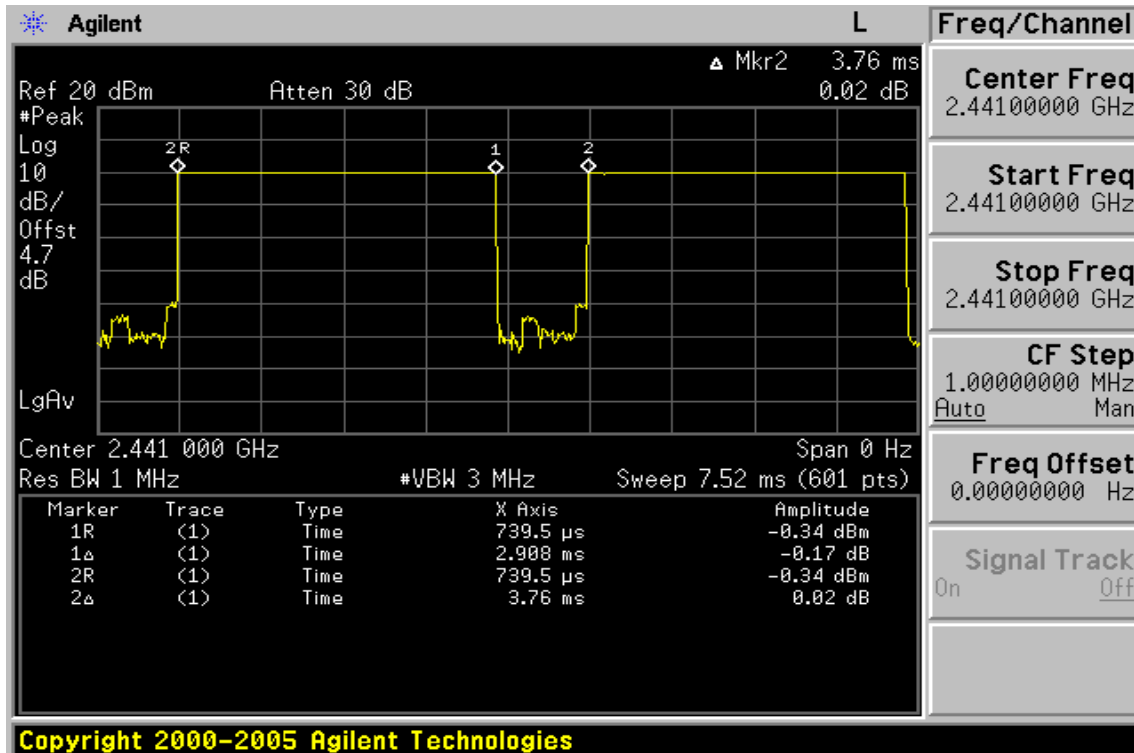 Agilent L Freq/Channel
Δ Mkr2 3.76 ms
Ref 20 dBm Atten 30 dB 0.02 dB
#Peak
Log
10
dB/
Offst
4.7
dB
2R 1 2
LgAv
Center 2.441 000 GHz Span 0 Hz
Res BW 1 MHz #VBW 3 MHz Sweep 7.52 ms (601 pts)
Marker Trace Type X Axis Amplitude
1R (1) Time 739.5 µs -0.34 dBm
1Δ (1) Time 2.908 ms -0.17 dB
2R (1) Time 739.5 µs -0.34 dBm
2Δ (1) Time 3.76 ms 0.02 dB
Center Freq
2.44100000 GHz
Start Freq
2.44100000 GHz
Stop Freq
2.44100000 GHz
CF Step
1.00000000 MHz
Auto Man
Freq Offset
0.00000000 Hz
Signal Track
On Off
Copyright 2000-2005 Agilent Technologies